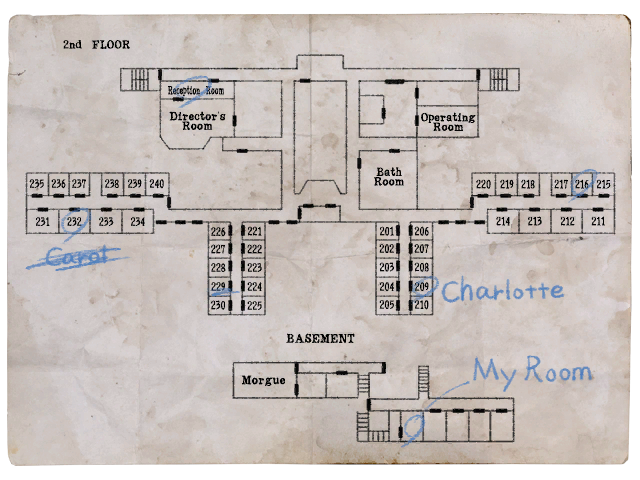 2nd FLOOR
Reception Room
Director's
Room
Operating
Room
Bath
Room
235 236 237 238 239 240
220 219 218 217 216 215
231 232 233 234
214 213 212 211
Carol
226 221
227 222
228 223
229 224
230 225
201 206
202 207
203 208
204 209
205 210
Charlotte
BASEMENT
Morgue
My Room